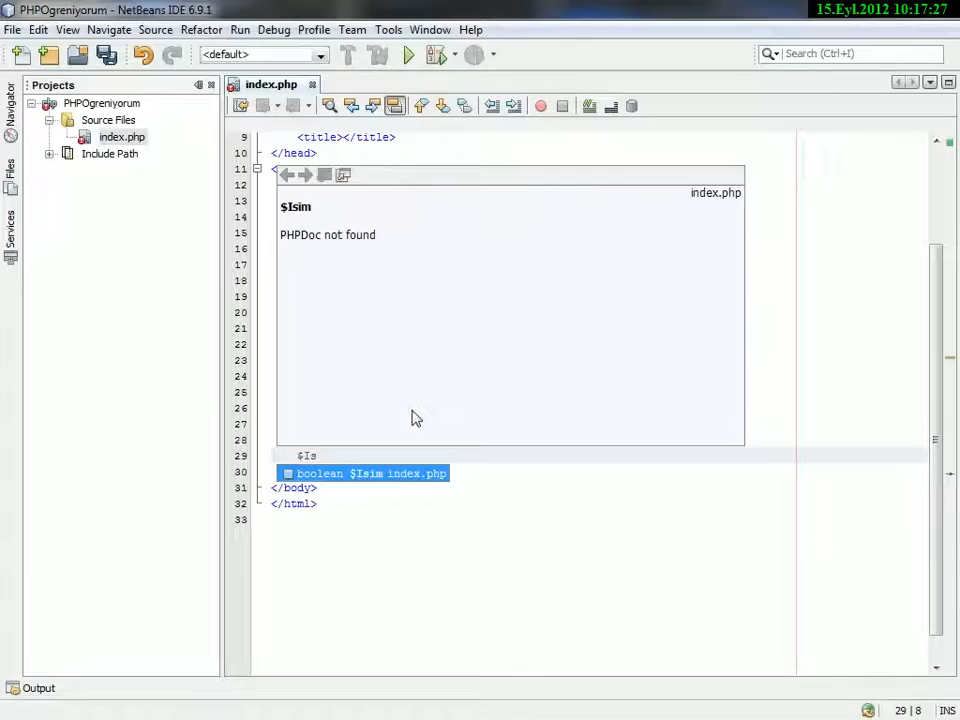 PHPOgreniyorum - NetBeans IDE 6.9.1
15.Eyl.2012 10:17:27
File Edit View Navigate Source Refactor Run Debug Profile Team Tools Window Help
<default>
Search (Ctrl+I)
Projects
index.php
Navigator
Files
Services
PHPOgreniyorum
Source Files
index.php
Include Path
9 <title></title>
10 </head>
11 <
12
13
14
15
16
17
18
19
20
21
22
23
24
25
26
27
28
index.php
$Isim
PHPDoc not found
29 $Is
30
boolean $Isim index.php
31 </body>
32 </html>
33
Output
29 | 8 INS